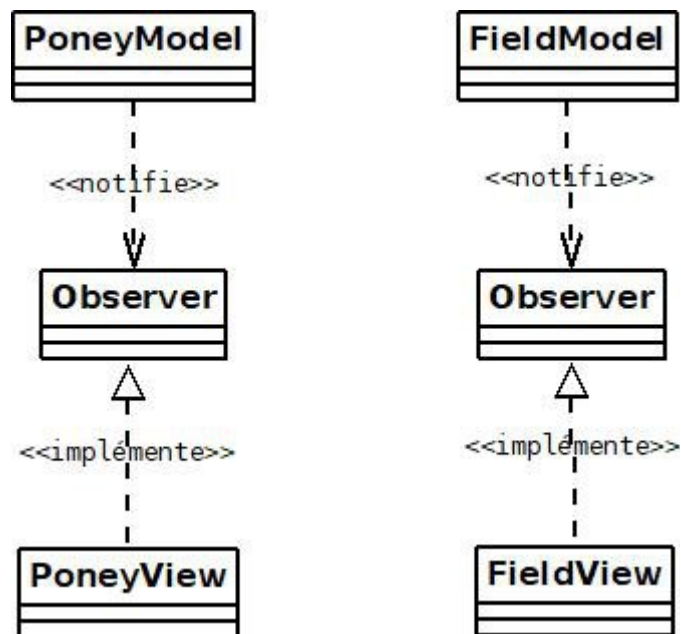 PoneyModel
FieldModel
<<notifie>>
<<notifie>>
Observer
Observer
<<implémente>>
<<implémente>>
PoneyView
FieldView